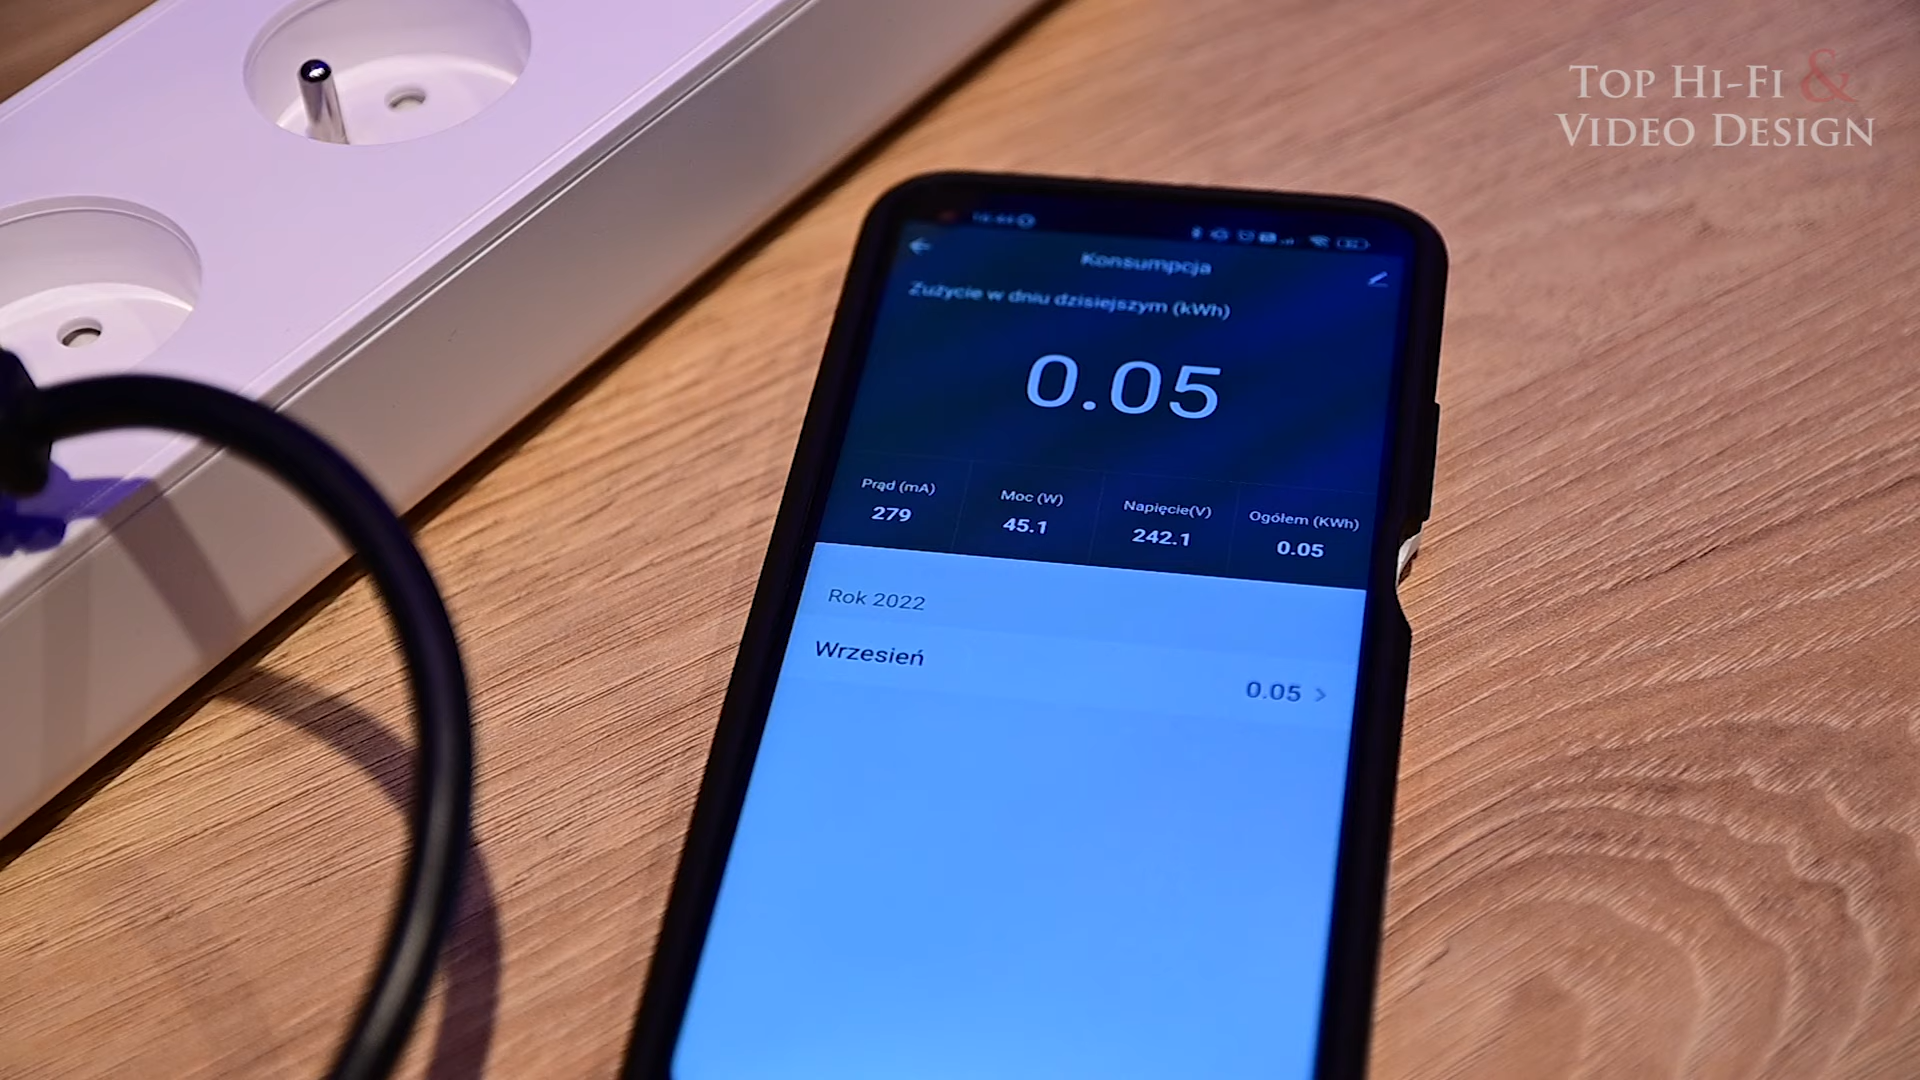 TOP HI-FI &
VIDEO DESIGN
Konsumpcja
Zużycie w dniu dzisiejszym (kWh)
0.05
Prąd (mA) Moc (W) Napięcie(V) Ogółem (KWh)
279 45.1 242.1 0.05
Rok 2022
Wrzesień
0.05 >